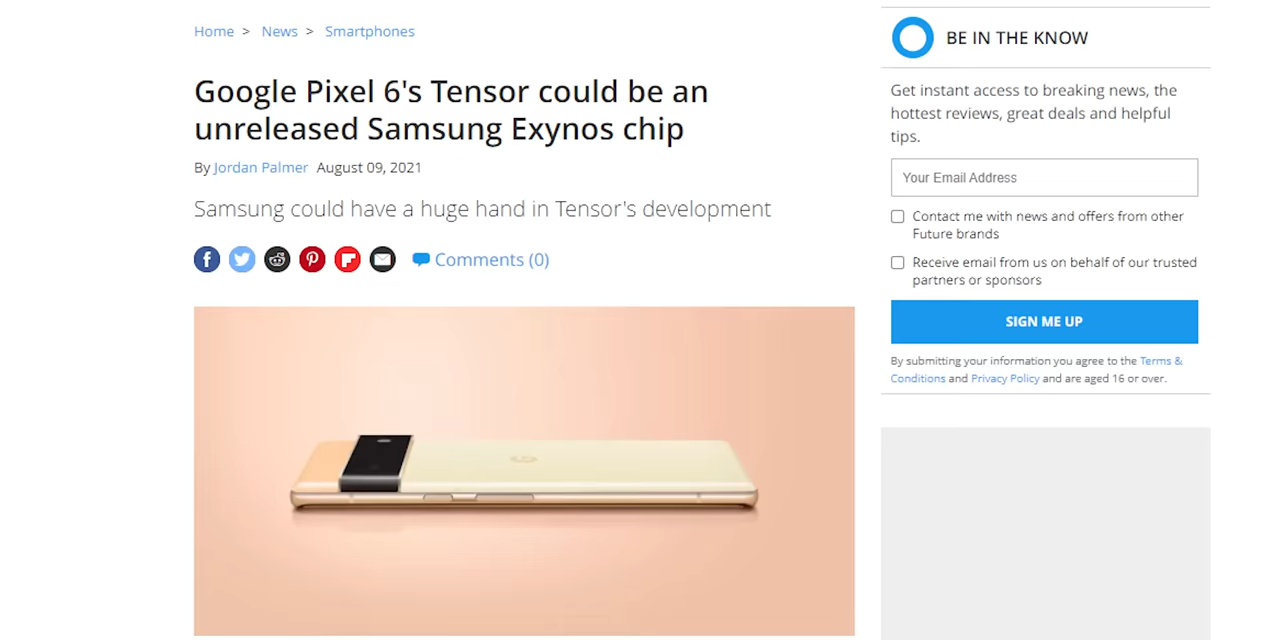 Home > News > Smartphones
Google Pixel 6's Tensor could be an
unreleased Samsung Exynos chip
By Jordan Palmer August 09, 2021
Samsung could have a huge hand in Tensor's development
Comments (0)
BE IN THE KNOW
Get instant access to breaking news, the
hottest reviews, great deals and helpful
tips.
Your Email Address
Contact me with news and offers from other
Future brands
Receive email from us on behalf of our trusted
partners or sponsors
SIGN ME UP
By submitting your information you agree to the Terms &
Conditions and Privacy Policy and are aged 16 or over.